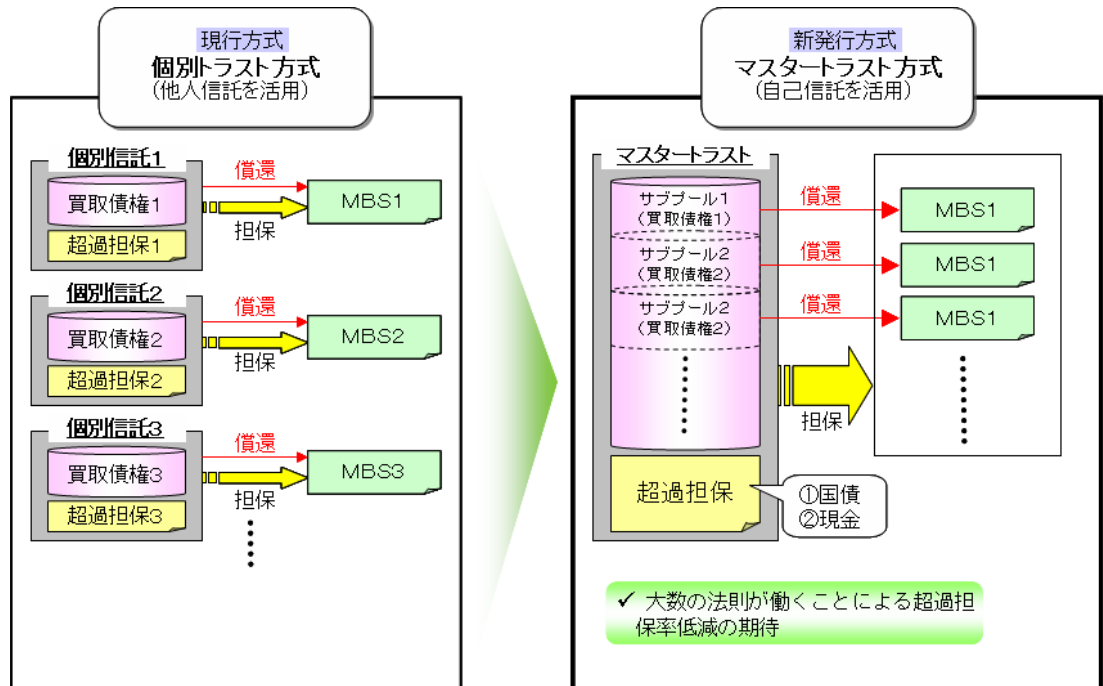 現行方式
個別トラスト方式
(他人信託を活用)
個別信託1
買取債権1
超過担保1
償還
担保
MBS1
個別信託2
買取債権2
超過担保2
償還
担保
MBS2
個別信託3
買取債権3
超過担保3
償還
担保
MBS3
新発行方式
マスタートラスト方式
(自己信託を活用)
マスタートラスト
サブプール1
(買取債権1)
償還
MBS1
サブプール2
(買取債権2)
償還
MBS1
サブプール2
(買取債権2)
償還
MBS1
担保
超過担保
①国債
②現金
✓ 大数の法則が働くことによる超過担
保率低減の期待